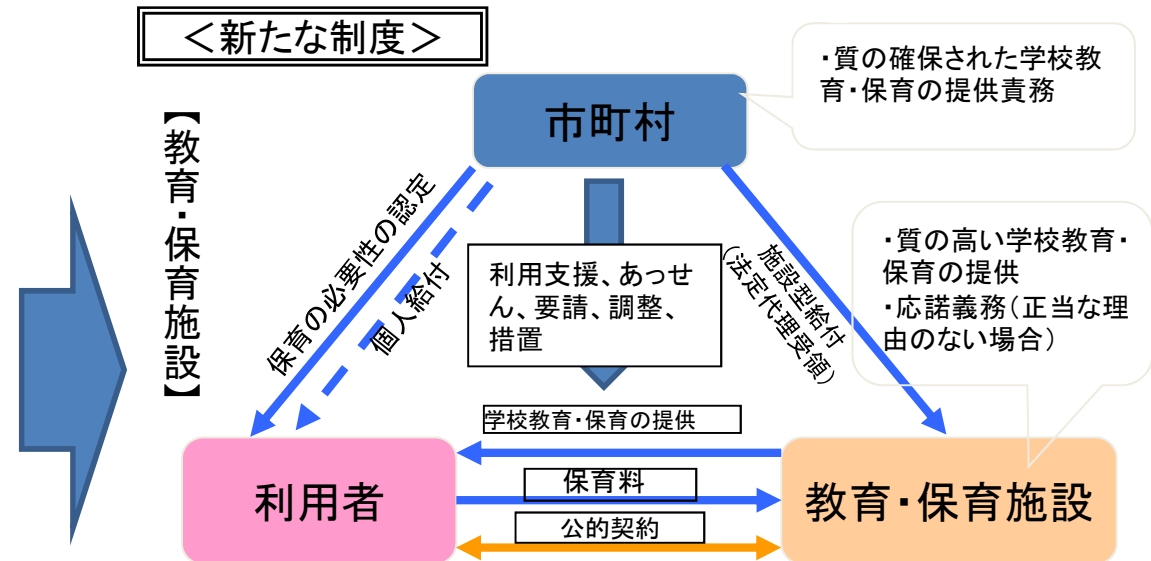 ＜新たな制度＞
・質の確保された学校教
育・保育の提供責務
市町村
【教育・保育施設】
保育の必要性の認定
個人給付
利用支援、あっせ
ん、要請、調整、
措置
施設型給付
（法定代理受領）
・質の高い学校教育・
保育の提供
・応諾義務（正当な理
由のない場合）
学校教育・保育の提供
利用者
保育料
教育・保育施設
公的契約